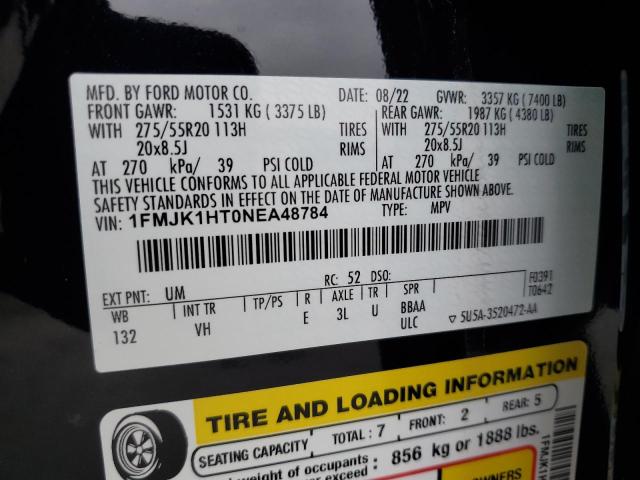 MFD. BY FORD MOTOR CO.
DATE: 08/22 GVWR: 3357 KG (7400 LB)
FRONT GAWR: 1531 KG (3375 LB) REAR GAWR: 1987 KG (4380 LB)
WITH 275/55R20 113H TIRES WITH 275/55R20 113H TIRES
20x8.5J RIMS 20x8.5J RIMS
AT 270 kPa/ 39 PSI COLD AT 270 kPa/ 39 PSI COLD
THIS VEHICLE CONFORMS TO ALL APPLICABLE FEDERAL MOTOR VEHICLE
SAFETY STANDARDS IN EFFECT ON THE DATE OF MANUFACTURE SHOWN ABOVE.
VIN: 1FMJK1HT0NEA48784 TYPE: MPV
EXT PNT: UM RC: 52 DSO: F0391
T0642
WB INT TR TP/PS R AXLE TR SPR
132 VH E 3L U BBAA
ULC ▽ 5U5A-3520472-AA
TIRE AND LOADING INFORMATION
SEATING CAPACITY TOTAL: 7 FRONT: 2 REAR: 5
weight of occupants
exceed: 856 kg or 1888 lbs.
OWNERS